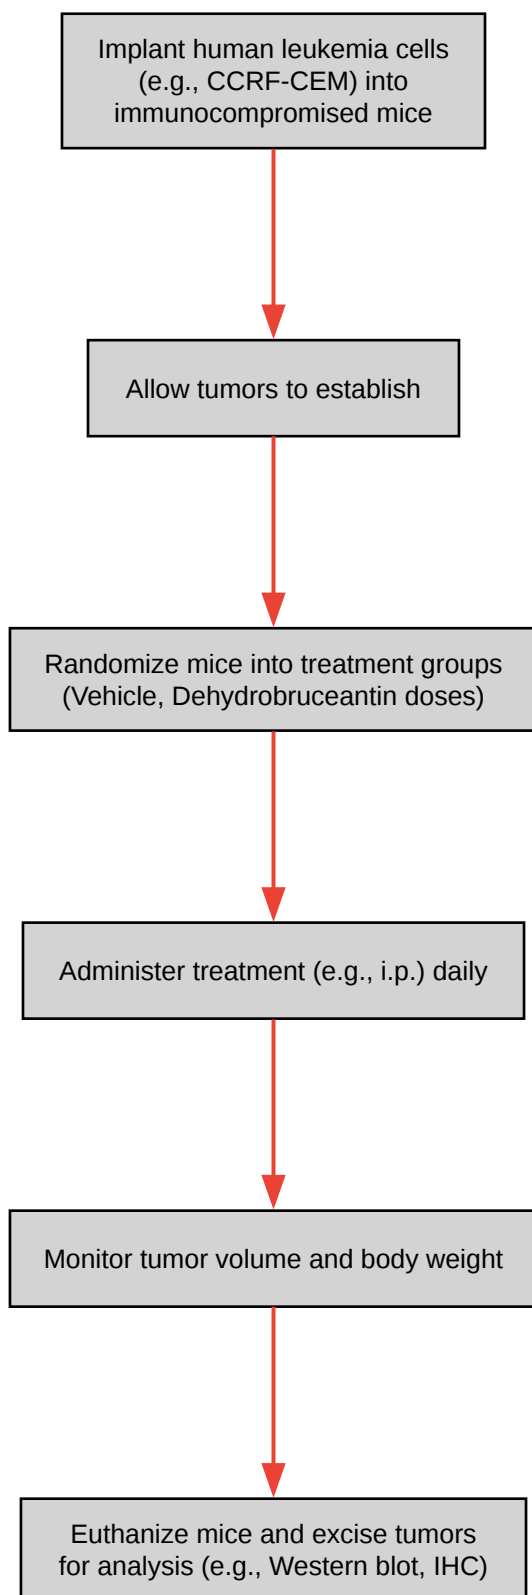 Implant human leukemia cells
(e.g., CCRF-CEM) into
immunocompromised mice
Allow tumors to establish
Randomize mice into treatment groups
(Vehicle, Dehydrobruceantin doses)
Administer treatment (e.g., i.p.) daily
Monitor tumor volume and body weight
Euthanize mice and excise tumors
for analysis (e.g., Western blot, IHC)